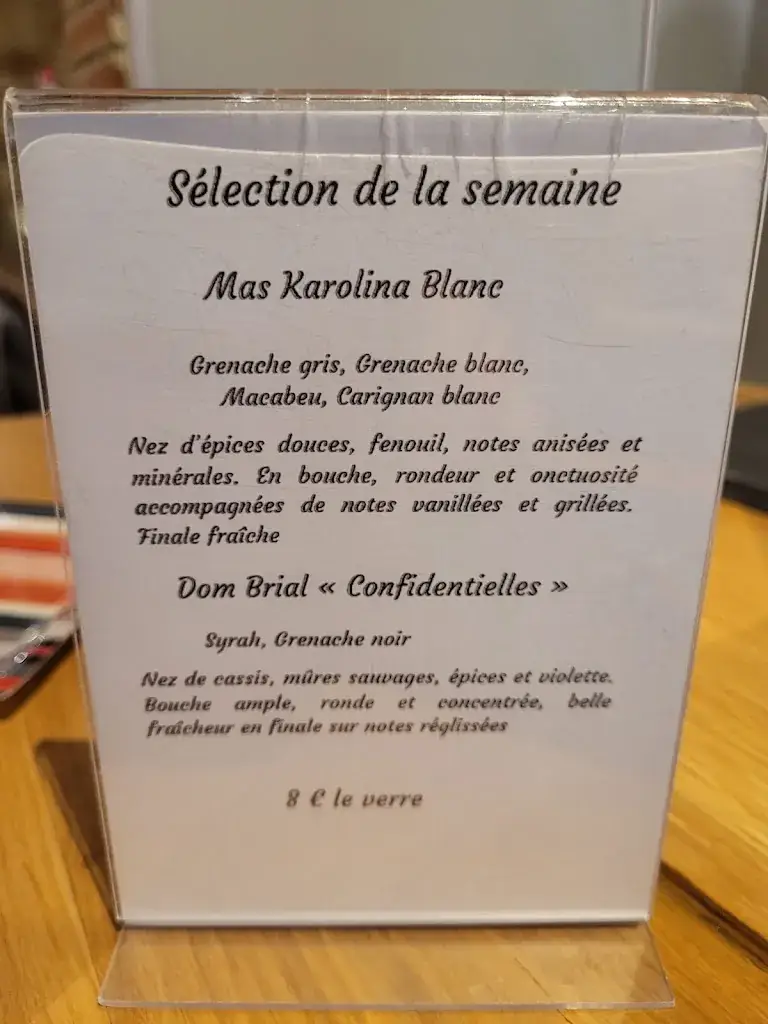 Sélection de la semaine
Mas Karolina Blanc
Grenache gris, Grenache blanc,
Macabeu, Carignan blanc
Nez d'épices douces, fenouil, notes anisées et
minérales. En bouche, rondeur et onctuosité
accompagnées de notes vanillées et grillées.
Finale fraîche
Dom Brial « Confidentielles »
Syrah, Grenache noir
Nez de cassis, mûres sauvages, épices et violette.
Bouche ample, ronde et concentrée, belle
fraîcheur en finale sur notes réglissées
8 € le verre